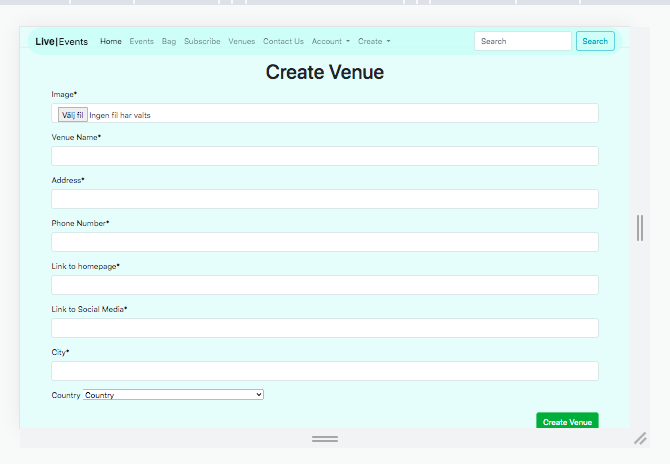 Live|Events Home Events Bag Subscribe Venues Contact Us Account Create Search Search
Create Venue
Image*
Välj fil Ingen fil har valts
Venue Name*
Address*
Phone Number*
Link to homepage*
Link to Social Media*
City*
Country Country
Create Venue